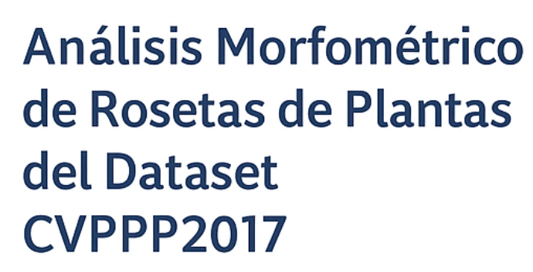 Análisis Morfométrico
de Rosetas de Plantas
del Dataset
CVPPP2017